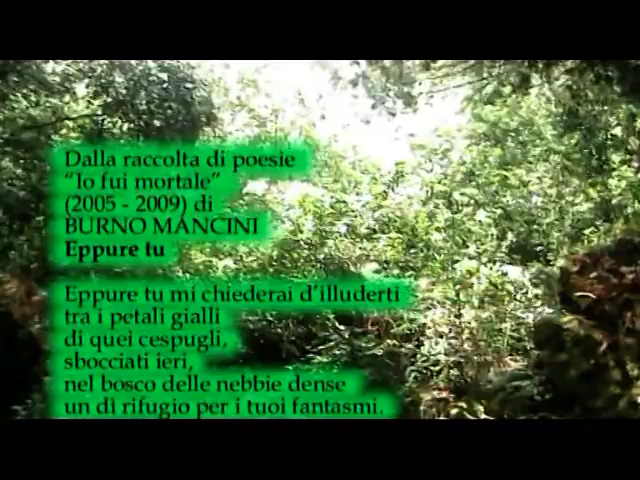 Dalla raccolta di poesie
“Io fui mortale”
(2005 - 2009) di
BURNO MANCINI
Eppure tu
Eppure tu mi chiederai d’illuderti
tra i petali gialli
di quei cespugli,
sbocciati ieri,
nel bosco delle nebbie dense
un dì rifugio per i tuoi fantasmi.